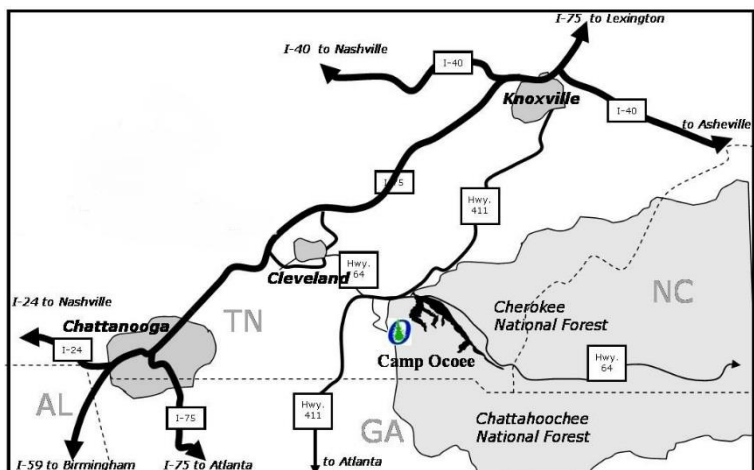 I-75 to Lexington
I-40 to Nashville
I-40
Knoxville
I-40
to Asheville
I-75
Hwy.
411
Cleveland
Hwy.
64
NC
I-24 to Nashville
Chattanooga
TN
Cherokee
National Forest
I-24
Camp Ocoee
Hwy.
64
AL
I-75
Hwy.
411
GA
Chattahoochee
National Forest
I-59 to Birmingham
I-75 to Atlanta
to Atlanta